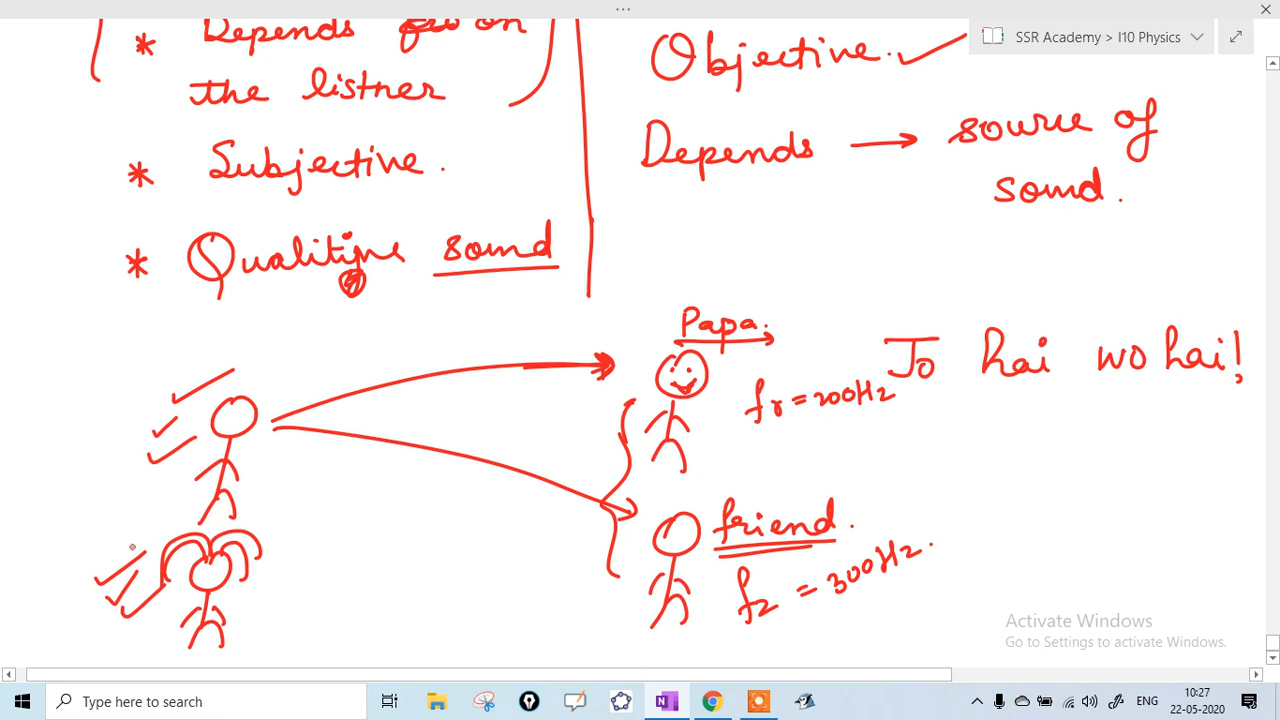 SSR Academy > I10 Physics
* Depends on
the listner
* Subjective.
* Qualitive sound
Objective.
Depends → source of
sound.
Papa.
f₁ = 200Hz
Jo hai wo hai!
friend.
f₂ = 300Hz.
Activate Windows
Go to Settings to activate Windows.
Type here to search
ENG
10:27
22-05-2020